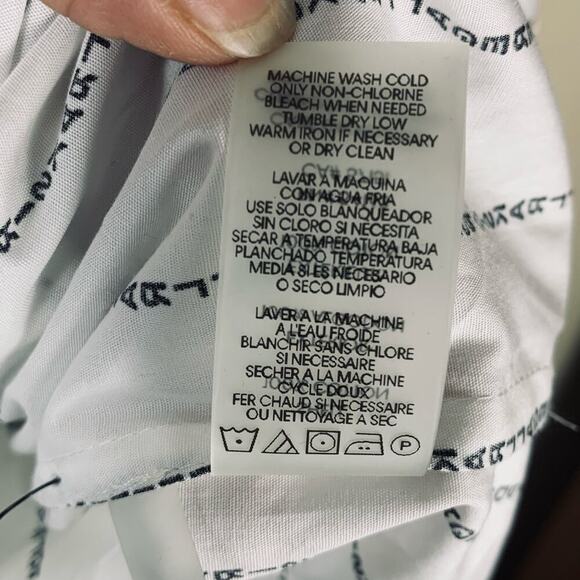 MACHINE WASH COLD
ONLY NON-CHLORINE
BLEACH WHEN NEEDED
TUMBLE DRY LOW
WARM IRON IF NECESSARY
OR DRY CLEAN
LAVAR A MAQUINA
CON AGUA FRIA
USE SOLO BLANQUEADOR
SIN CLORO SI NECESITA
SECAR A TEMPERATURA BAJA
PLANCHADO TEMPERATURA
MEDIA SI ES NECESARIO
O SECO LIMPIO
LAVER A LA MACHINE
A L'EAU FROIDE
BLANCHIR SANS CHLORE
SI NECESSAIRE
SECHER A LA MACHINE
CYCLE DOUX
FER CHAUD SI NECESSAIRE
OU NETTOYAGE A SEC
P